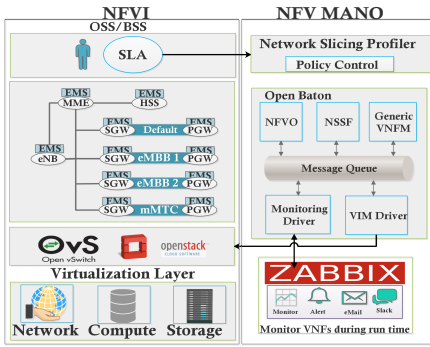 NFVI
NFV MANO
OSS/BSS
SLA
Network Slicing Profiler
Policy Control
EMS
MME
EMS
HSS
EMS
eNB
EMS
SGW
Default
EMS
PGW
EMS
SGW
eMBB 1
EMS
PGW
EMS
SGW
eMBB 2
EMS
PGW
EMS
SGW
mMTC
EMS
PGW
Open Baton
NFVO
NSSF
Generic
VNFM
Message Queue
Monitoring
Driver
VIM Driver
OvS
Open vSwitch
openstack
CLOUD SOFTWARE
Virtualization Layer
Network
Compute
Storage
ZABBIX
Monitor
Alert
eMail
Slack
Monitor VNFs during run time